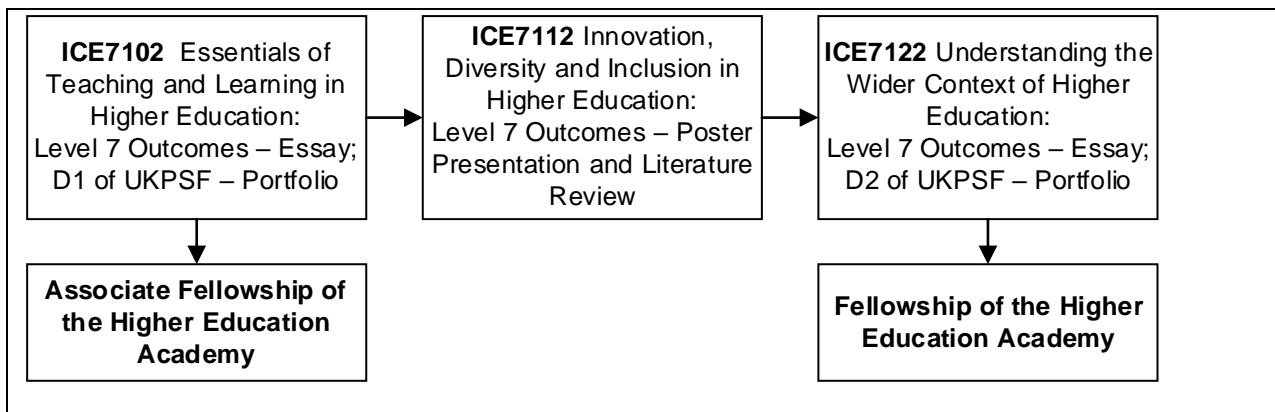 ICE7102 Essentials of
Teaching and Learning in
Higher Education:
Level 7 Outcomes – Essay;
D1 of UKPSF – Portfolio
ICE7112 Innovation,
Diversity and Inclusion in
Higher Education:
Level 7 Outcomes – Poster
Presentation and Literature
Review
ICE7122 Understanding the
Wider Context of Higher
Education:
Level 7 Outcomes – Essay;
D2 of UKPSF – Portfolio
Associate Fellowship of
the Higher Education
Academy
Fellowship of the Higher
Education Academy